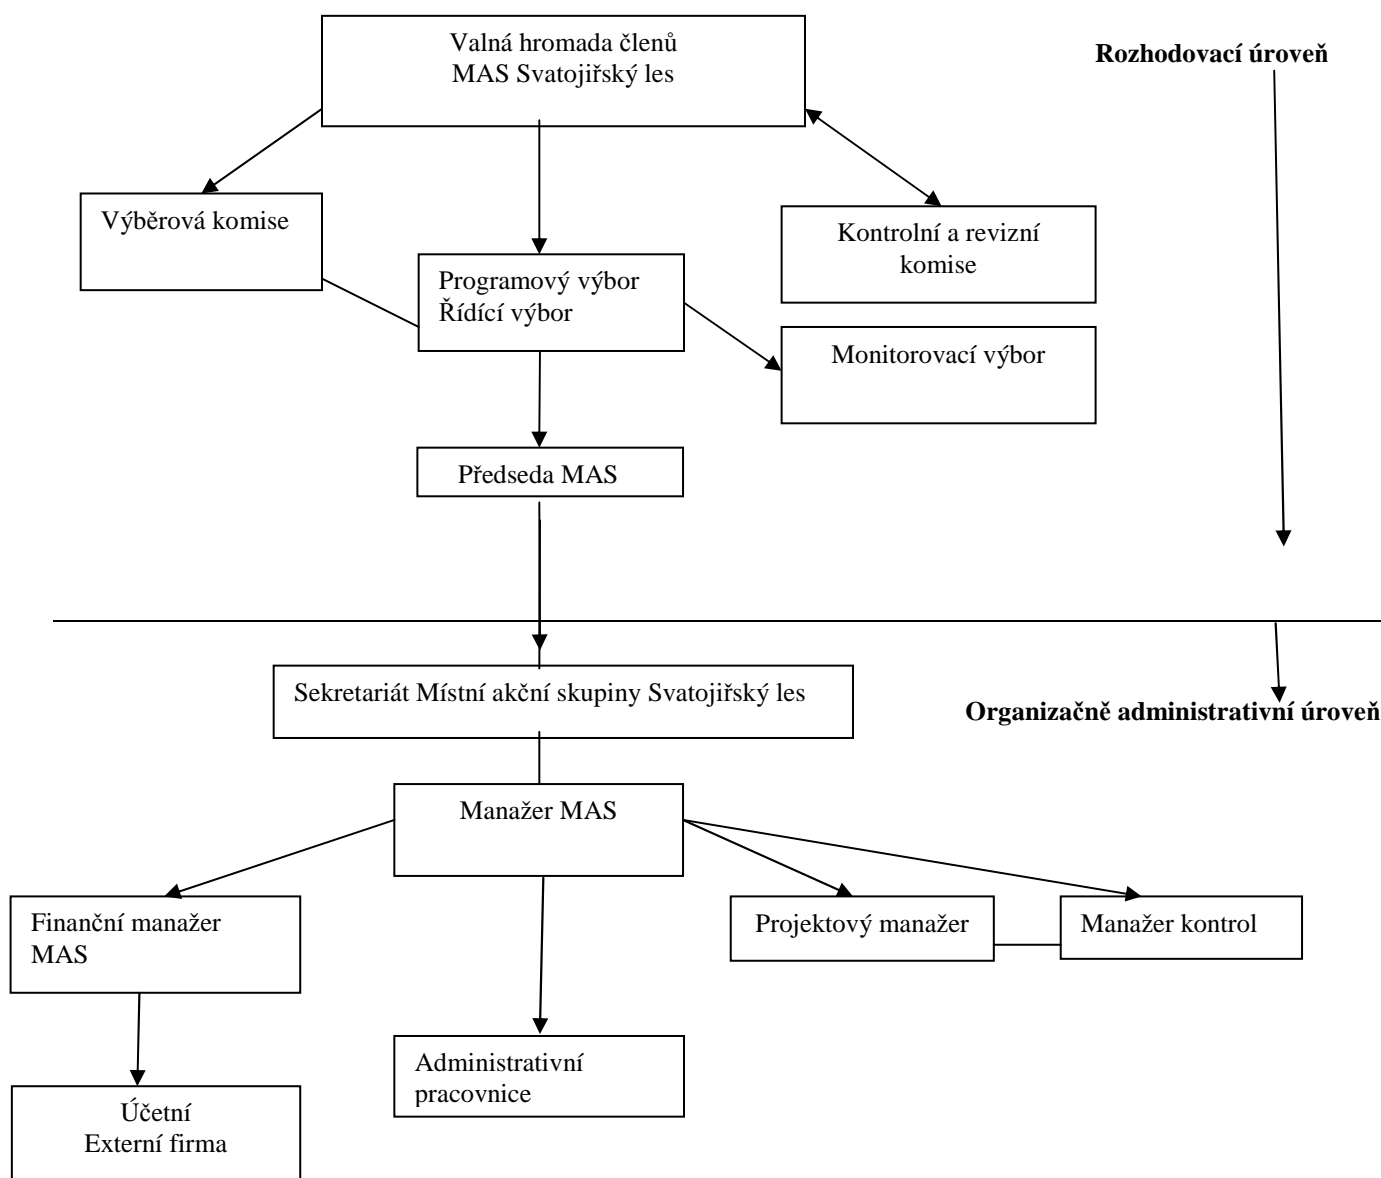 Valná hromada členů
MAS Svatojiřský les
Rozhodovací úroveň
Výběrová komise
Kontrolní a revizní
komise
Programový výbor
Řídící výbor
Monitorovací výbor
Předseda MAS
Sekretariát Místní akční skupiny Svatojiřský les
Organizačně administrativní úroveň
Manažer MAS
Finanční manažer
MAS
Projektový manažer
Manažer kontrol
Administrativní
pracovnice
Účetní
Externí firma